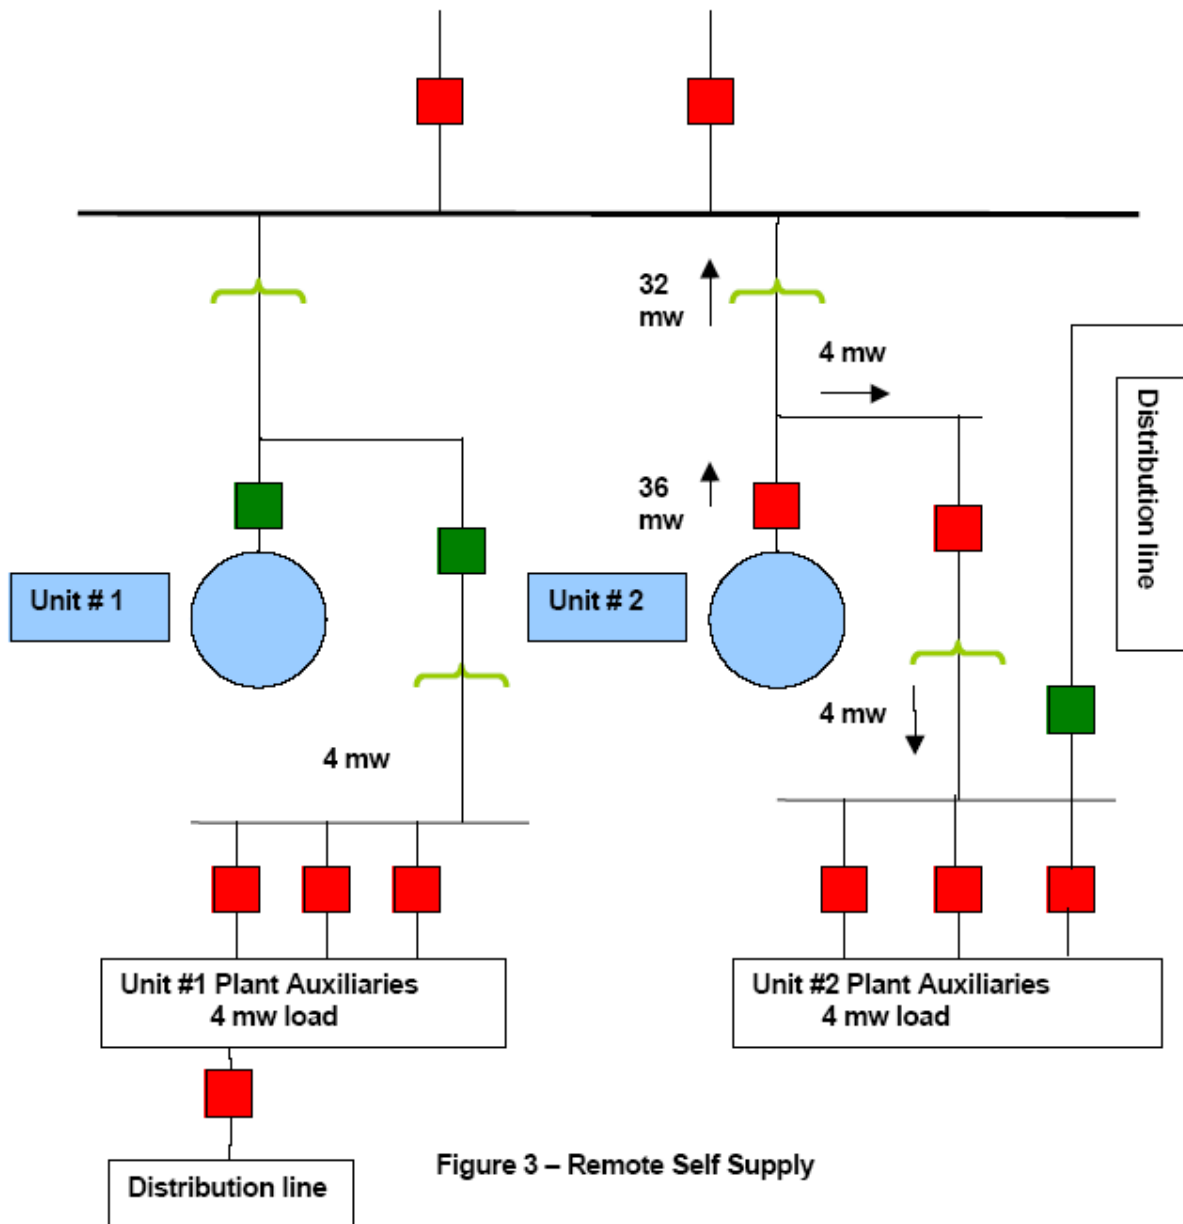 32
mw
4 mw
Distribution line
36
mw
Unit # 1
Unit # 2
4 mw
4 mw
Unit #1 Plant Auxiliaries
4 mw load
Unit #2 Plant Auxiliaries
4 mw load
Figure 3 – Remote Self Supply
Distribution line